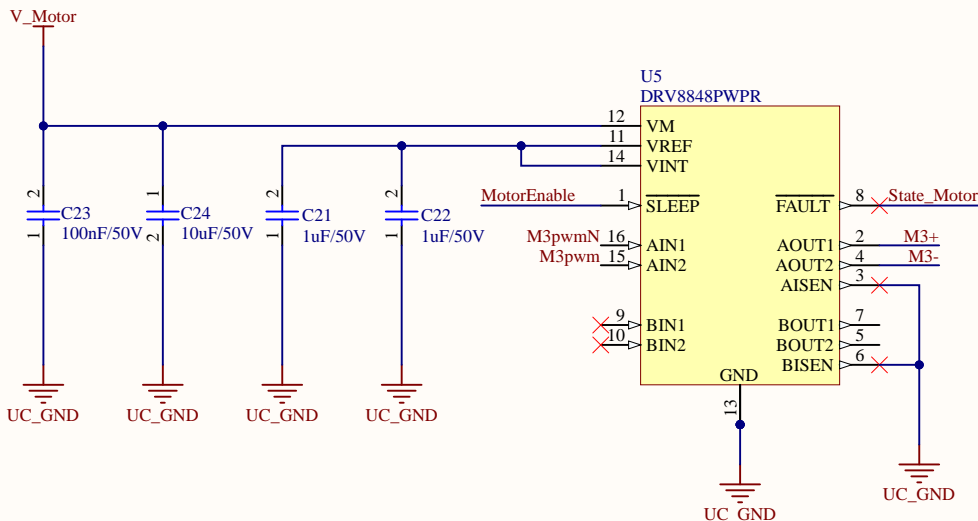 V_Motor
U5
DRV8848PWPR
12
VM
11
VREF
14
VINT
MotorEnable
1
SLEEP
FAULT
8
State_Motor
M3pwmN
16
AIN1
AOUT1
2
M3+
M3pwm
15
AIN2
AOUT2
4
M3-
AISEN
3
9
BIN1
BOUT1
7
10
BIN2
BOUT2
5
BISEN
6
GND
13
2
C23
100nF/50V
1
1
C24
10uF/50V
2
2
C21
1uF/50V
1
2
C22
1uF/50V
1
UC_GND
UC_GND
UC_GND
UC_GND
UC_GND
UC_GND